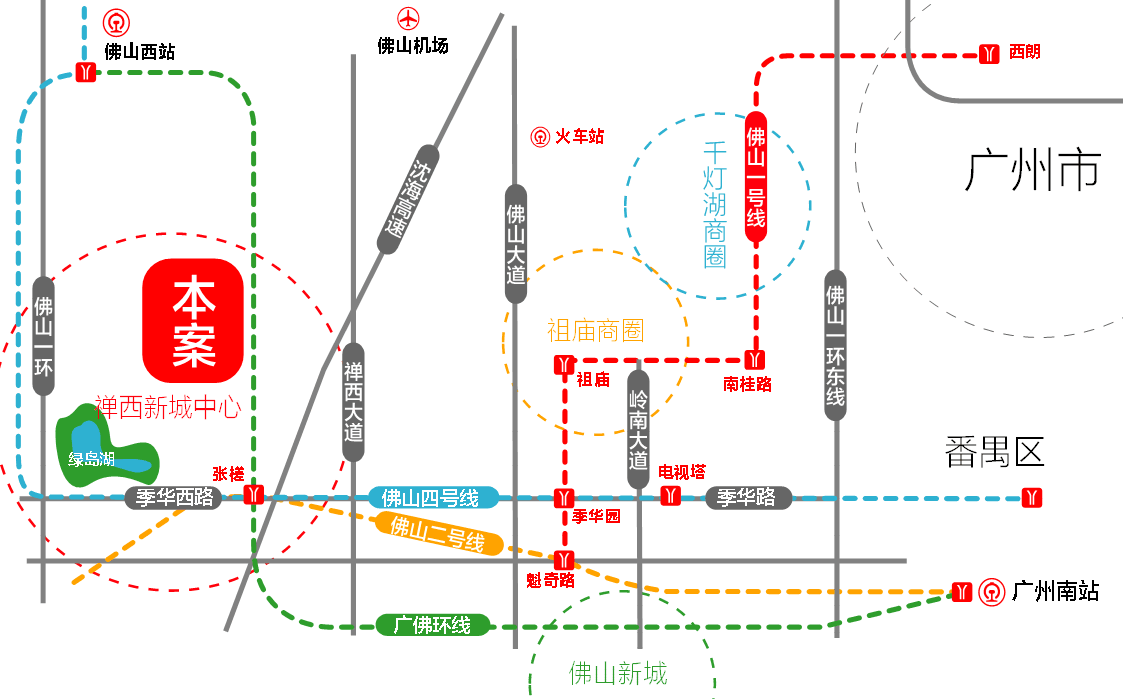 佛山西站
佛山机场
西朗
火车站
佛山一号线
千灯湖商圈
广州市
沈海高速
佛山大道
本案
佛山一环
佛山一环东线
祖庙商圈
禅西大道
祖庙
南桂路
岭南大道
禅西新城中心
绿岛湖
番禺区
张槎
电视塔
季华西路
佛山四号线
季华路
季华园
佛山二号线
魁奇路
广州南站
广佛环线
佛山新城